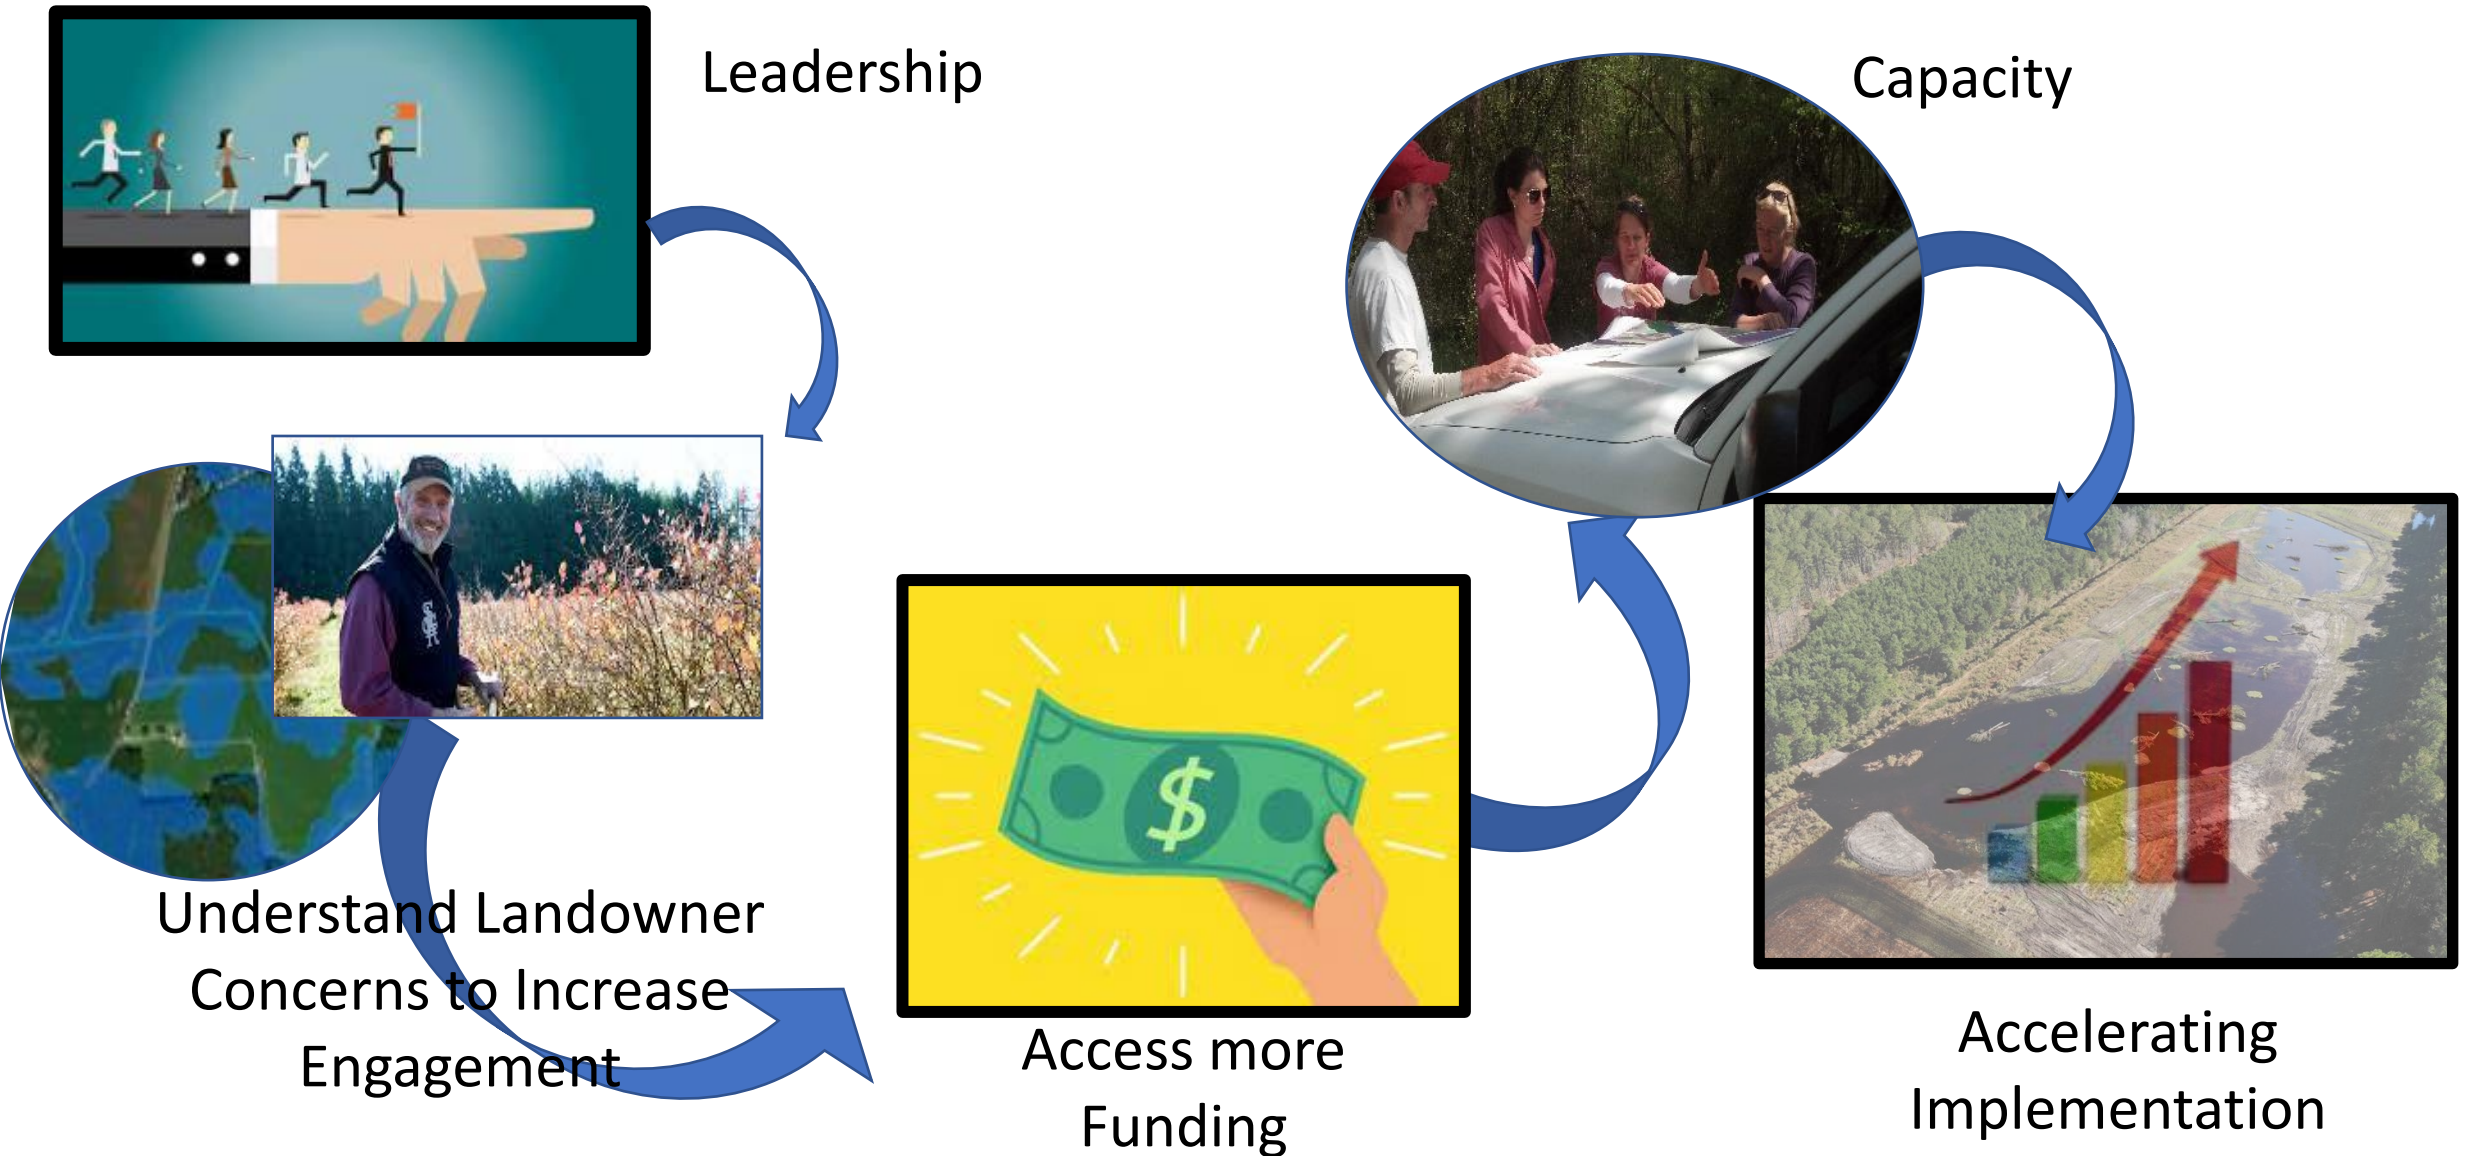 Leadership
Capacity
Understand Landowner
Concerns to Increase
Engagement
$
Access more
Funding
Accelerating
Implementation